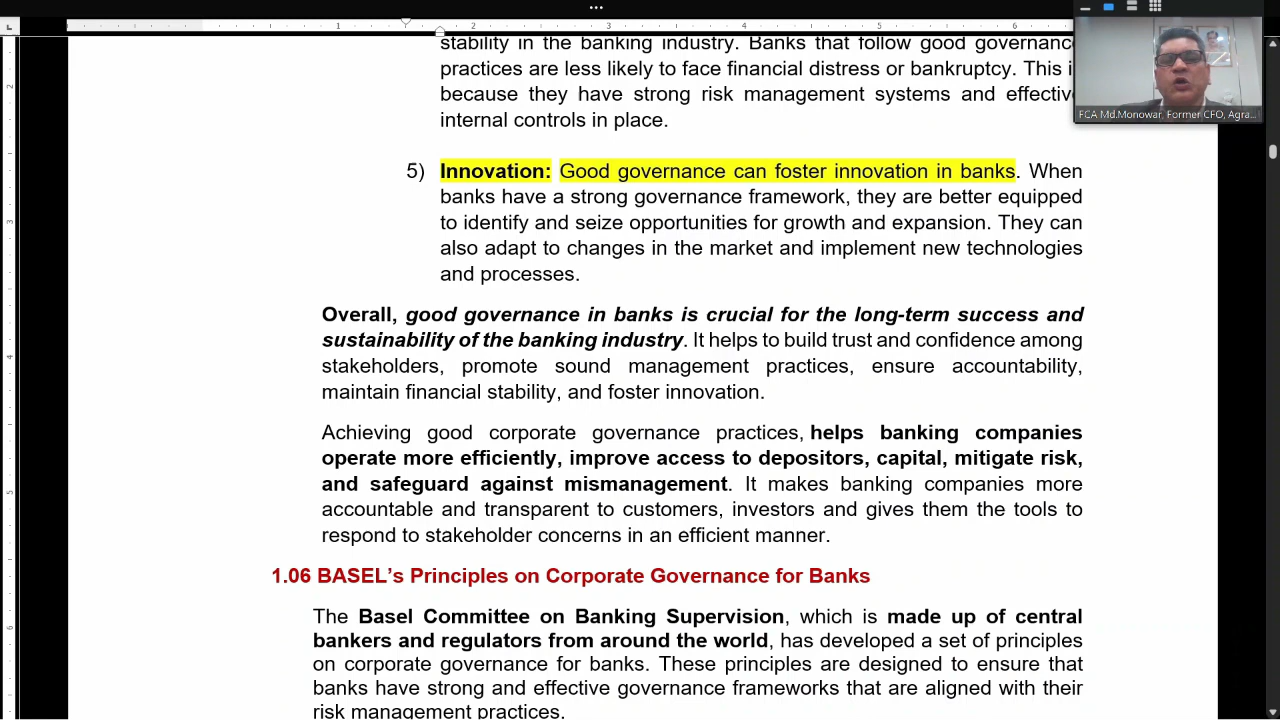 stability in the banking industry. Banks that follow good governance
practices are less likely to face financial distress or bankruptcy. This
because they have strong risk management systems and effective
internal controls in place.
FCA Md.Monowar, Former CFO, Agra...
5) Innovation: Good governance can foster innovation in banks. When
banks have a strong governance framework, they are better equipped
to identify and seize opportunities for growth and expansion. They can
also adapt to changes in the market and implement new technologies
and processes.
Overall, good governance in banks is crucial for the long-term success and
sustainability of the banking industry. It helps to build trust and confidence among
stakeholders, promote sound management practices, ensure accountability,
maintain financial stability, and foster innovation.
Achieving good corporate governance practices, helps banking companies
operate more efficiently, improve access to depositors, capital, mitigate risk,
and safeguard against mismanagement. It makes banking companies more
accountable and transparent to customers, investors and gives them the tools to
respond to stakeholder concerns in an efficient manner.
1.06 BASEL’s Principles on Corporate Governance for Banks
The Basel Committee on Banking Supervision, which is made up of central
bankers and regulators from around the world, has developed a set of principles
on corporate governance for banks. These principles are designed to ensure that
banks have strong and effective governance frameworks that are aligned with their
risk management practices.